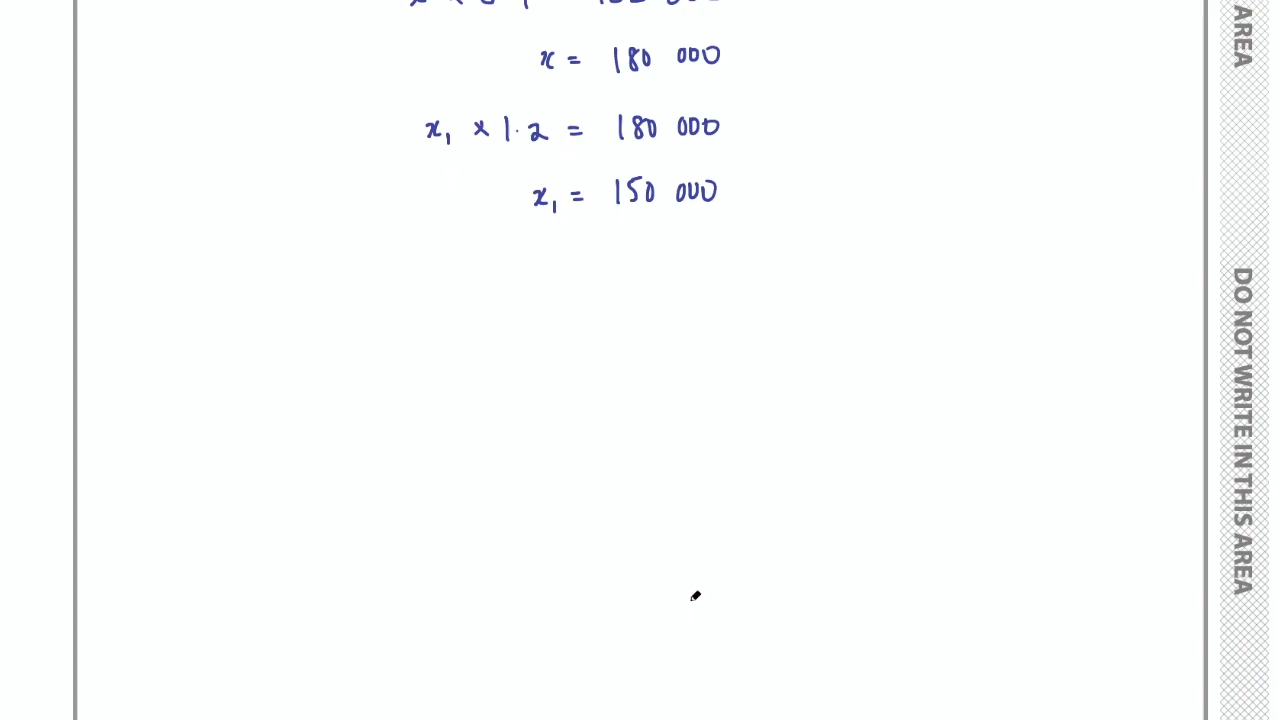 x = 180 000
x₁ × 1·2 = 180 000
x₁ = 150 000
AREA
DO NOT WRITE IN THIS AREA